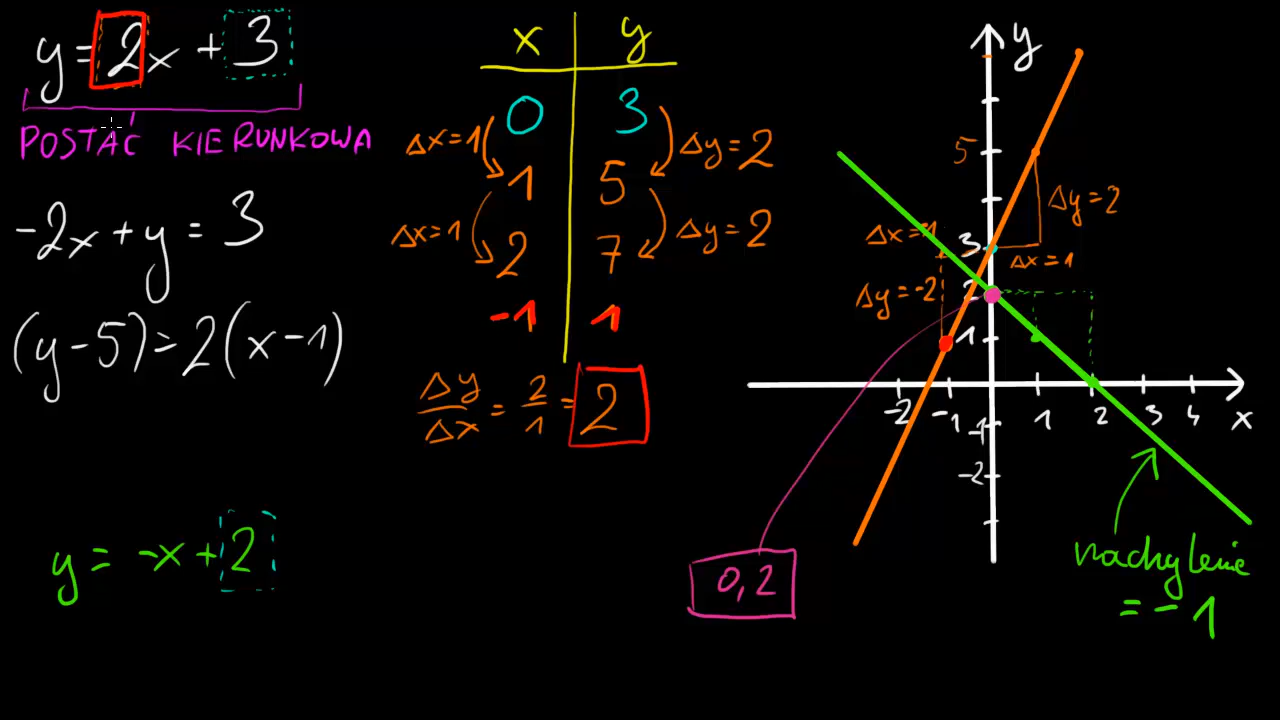 y = 2x + 3
POSTAĆ KIERUNKOWA
-2x + y = 3
(y - 5) = 2(x - 1)
y = -x + 2
x y
0 3
Δx=1 Δy=2
1 5
Δx=1 Δy=2
2 7
-1 1
Δy/Δx = 2/1 = 2
y
5
Δy=2
Δx=1
3
Δx=1
Δy=-2
2
1
-2 -1 1 2 3 4 x
-1
-2
0,2
nachylenie
= -1